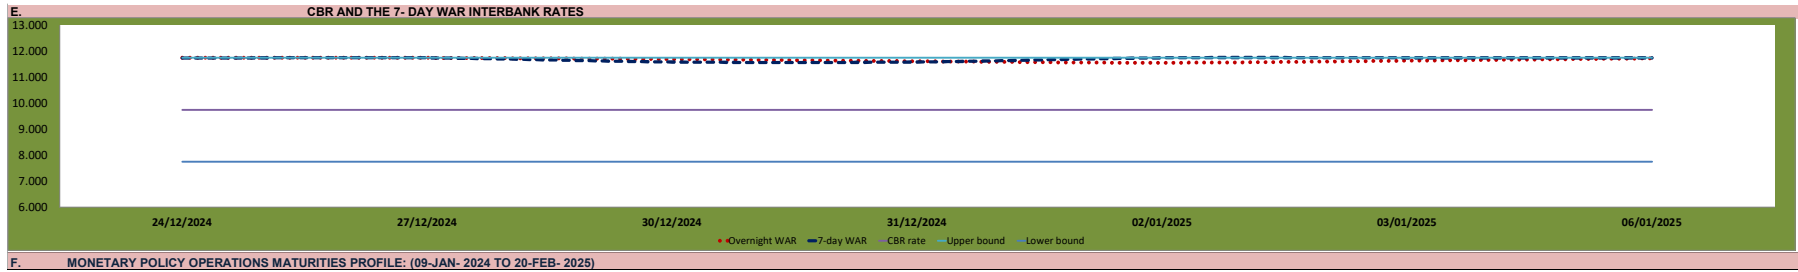 E. CBR AND THE 7- DAY WAR INTERBANK RATES
13.000
12.000
11.000
10.000
9.000
8.000
7.000
6.000
24/12/2024 27/12/2024 30/12/2024 31/12/2024 02/01/2025 03/01/2025 06/01/2025
Overnight WAR 7-day WAR CBR rate Upper bound Lower bound
F. MONETARY POLICY OPERATIONS MATURITIES PROFILE: (09-JAN- 2024 TO 20-FEB- 2025)